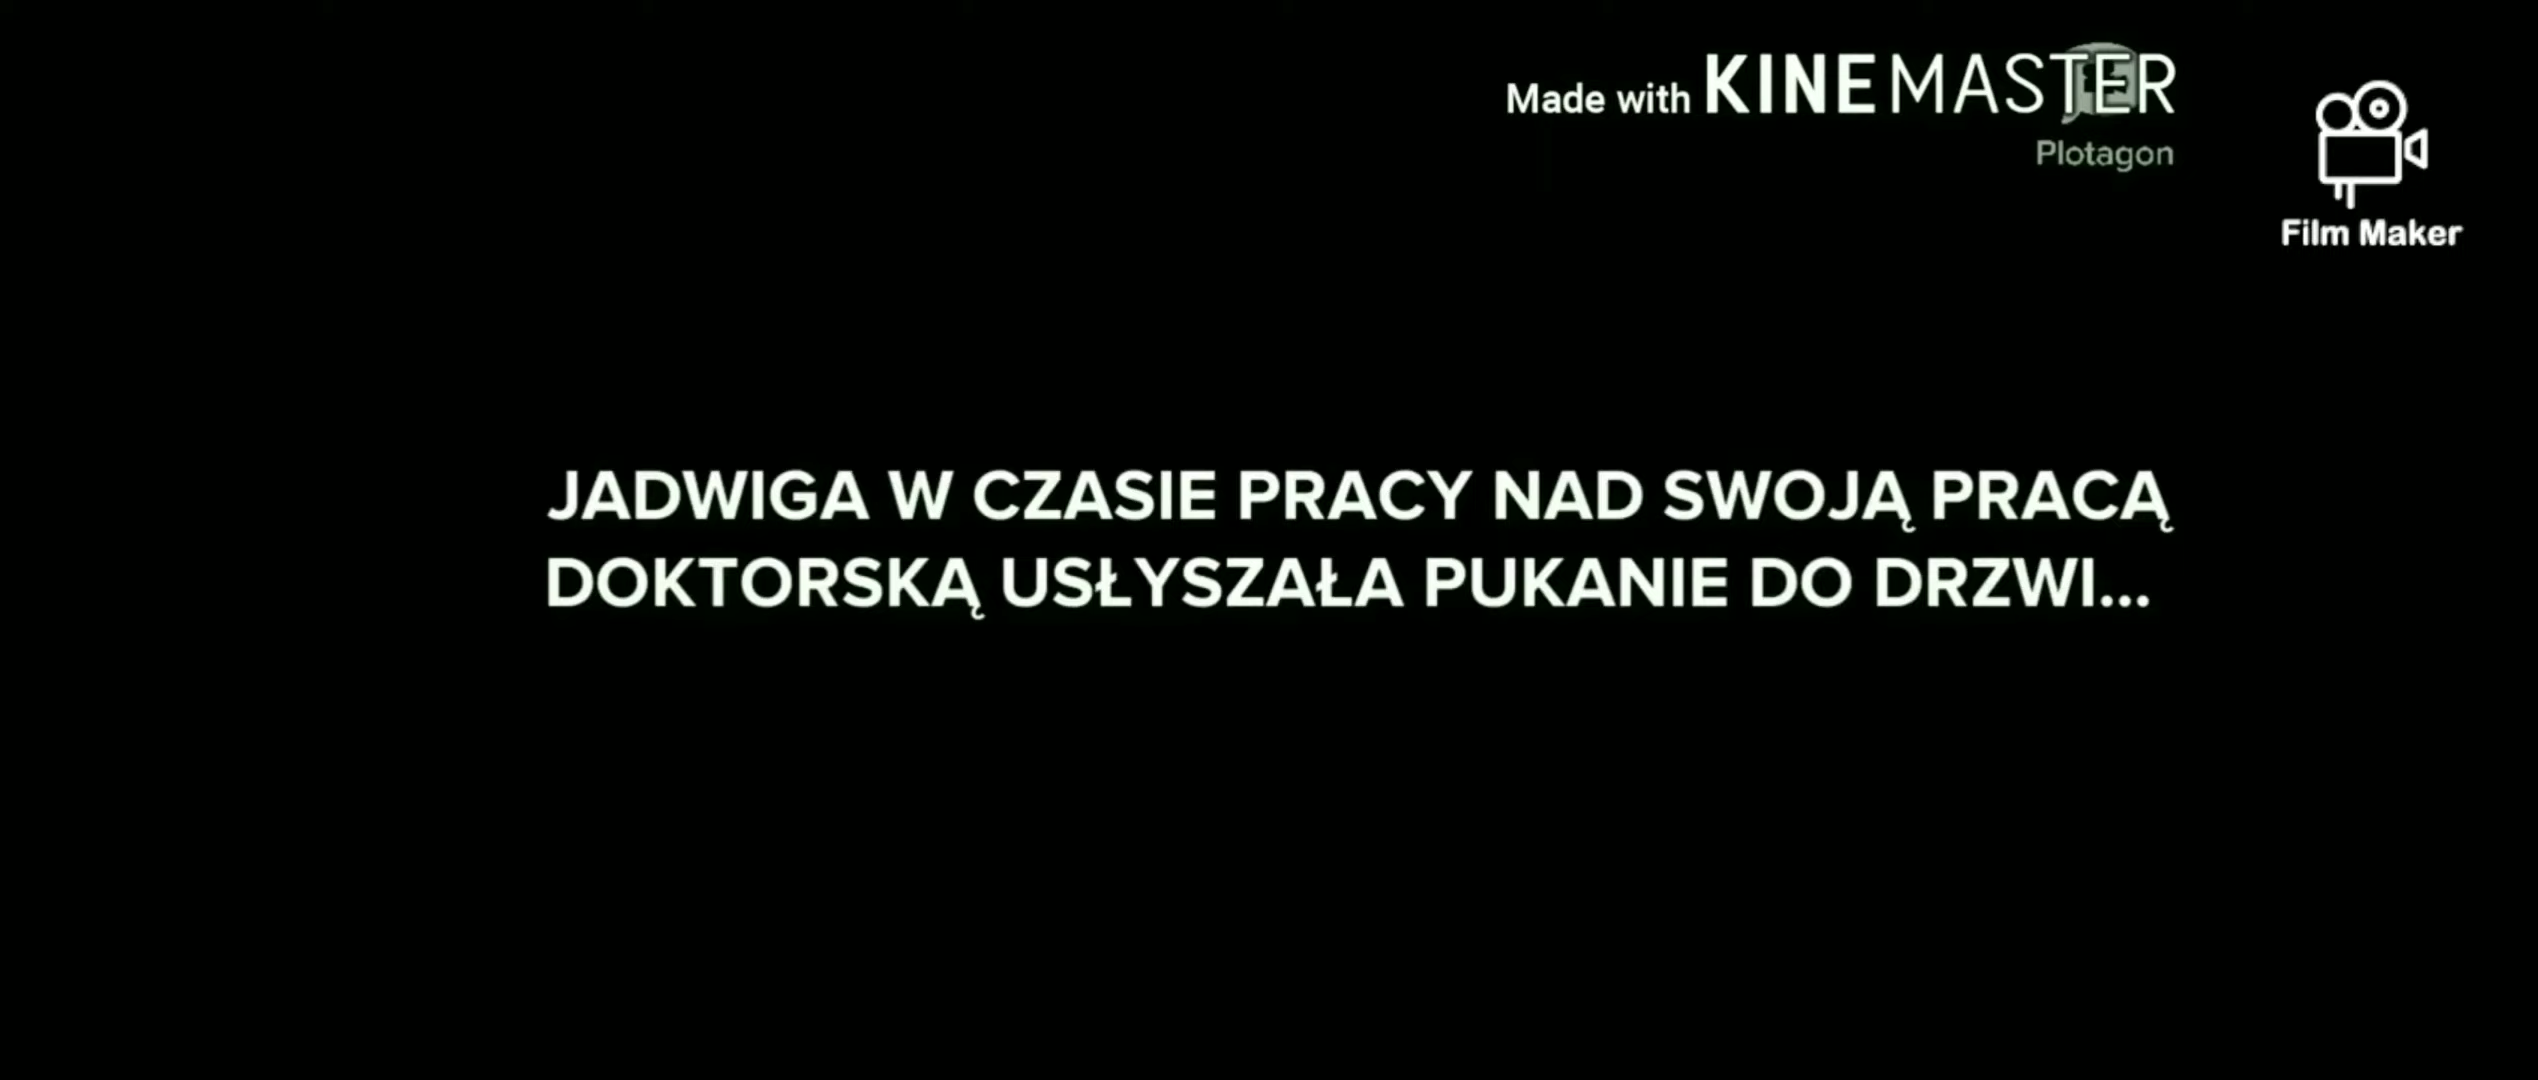 Made with KINEMASTER
Plotagon
Film Maker
JADWIGA W CZASIE PRACY NAD SWOJĄ PRACĄ
DOKTORSKĄ USŁYSZAŁA PUKANIE DO DRZWI...